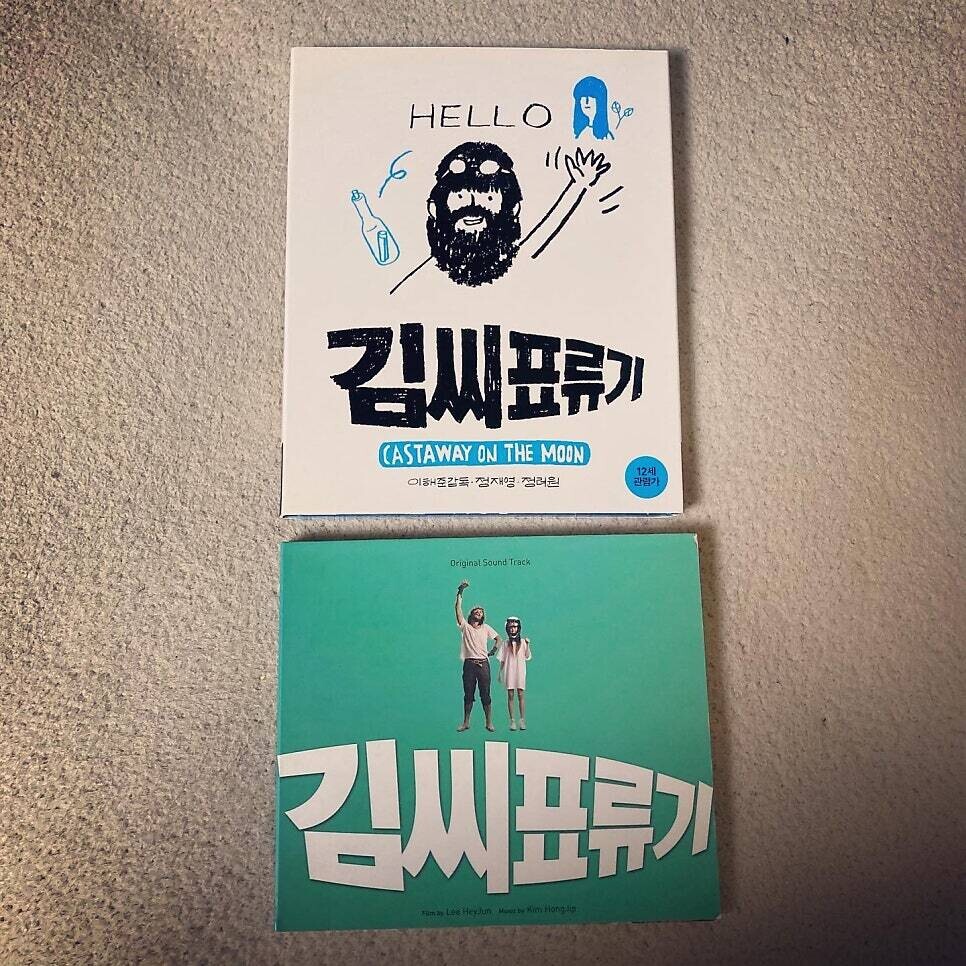 HELLO
김씨표류기
CASTAWAY ON THE MOON
이해준감독·정재영·정려원
12세
관람가
Original Sound Track
김씨표류기
Film by Lee HeyJun Music by Kim HongJip